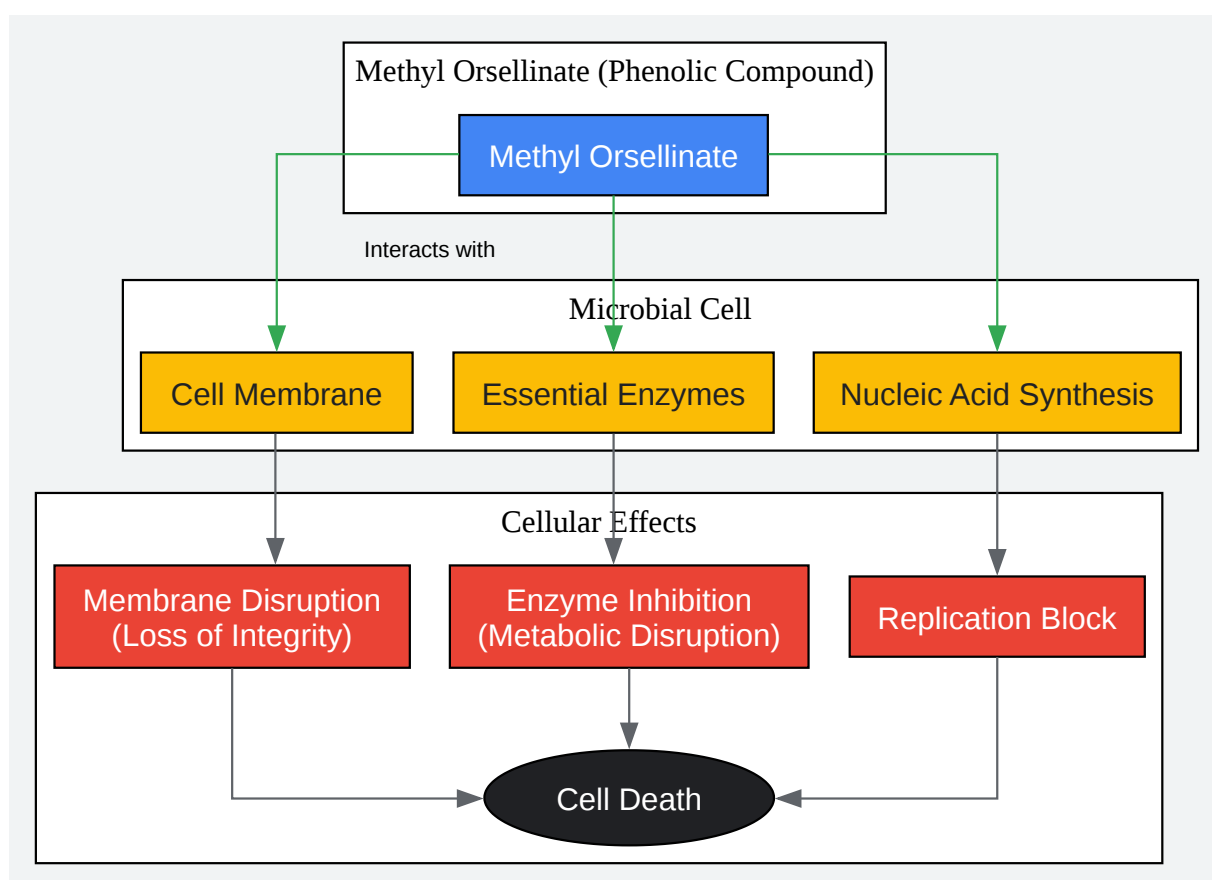 Methyl Orsellinate (Phenolic Compound)
Methyl Orsellinate
Interacts with
Microbial Cell
Cell Membrane
Essential Enzymes
Nucleic Acid Synthesis
Cellular Effects
Membrane Disruption
(Loss of Integrity)
Enzyme Inhibition
(Metabolic Disruption)
Replication Block
Cell Death